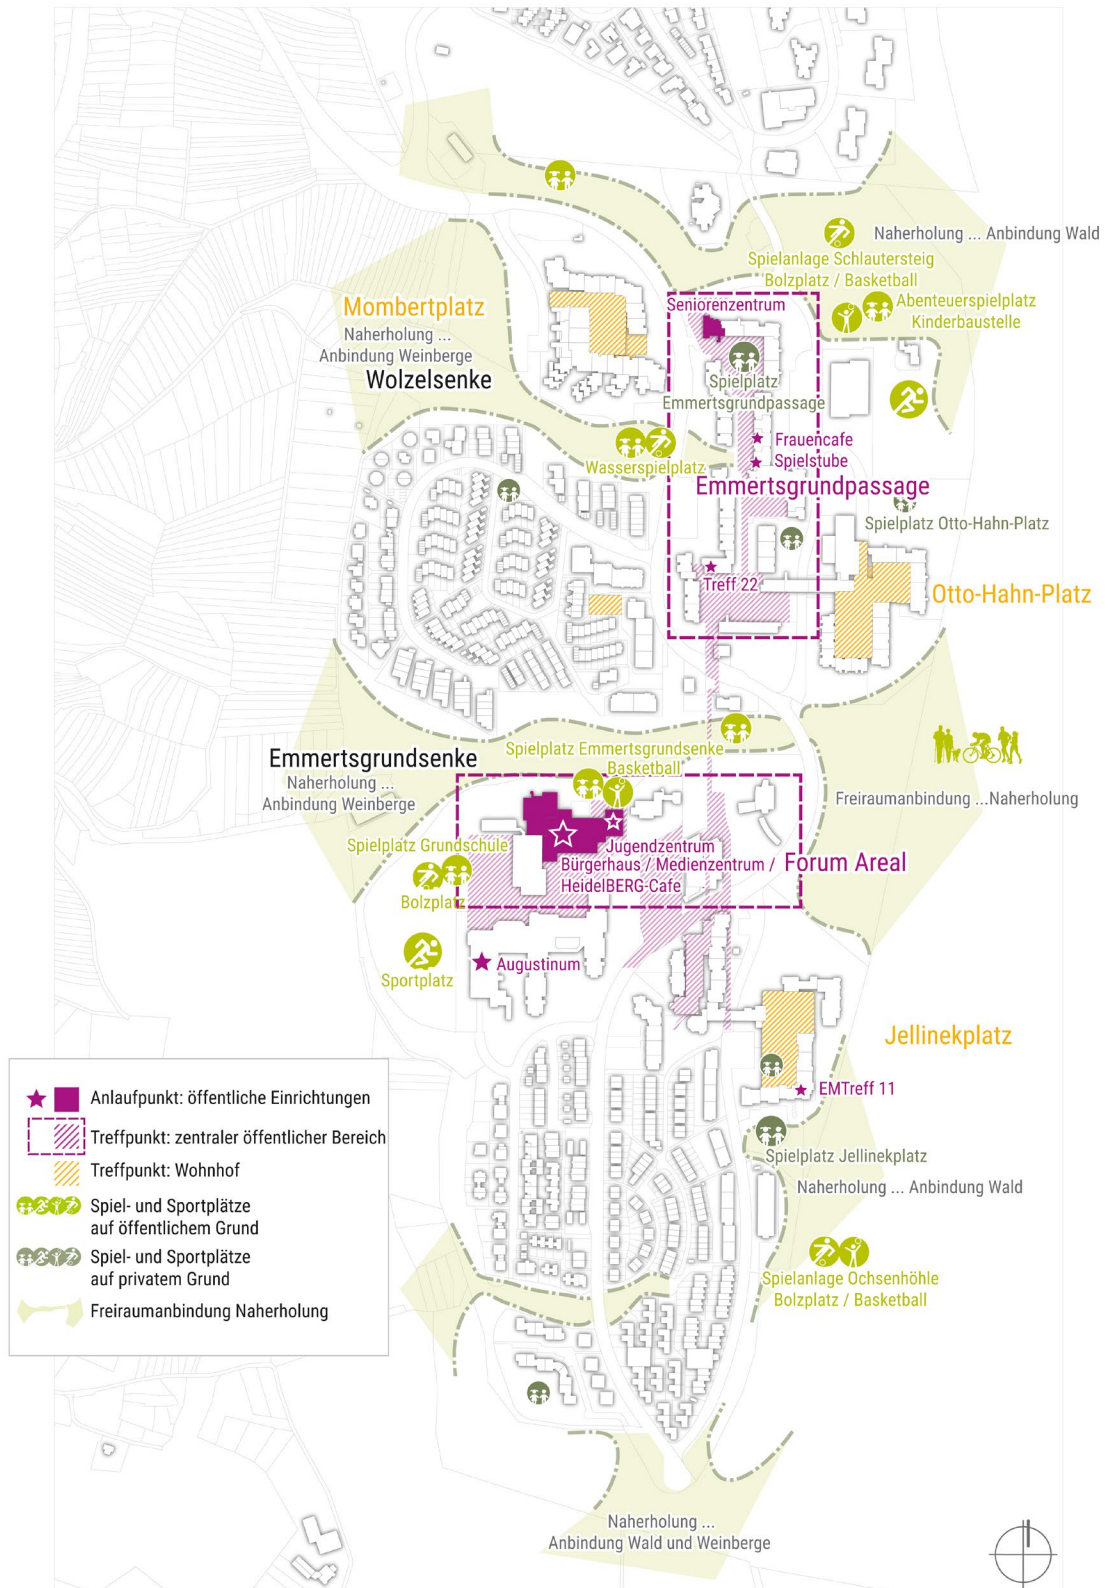 Naherholung ... Anbindung Wald
Spielanlage Schlautersteig
Bolzplatz / Basketball
Abenteuerspielplatz
Kinderbaustelle
Seniorenzentrum
Mombertplatz
Naherholung ...
Anbindung Weinberge
Wolzelsenke
Spielplatz
Emmertsgrundpassage
Frauencafe
Spielstube
Wasserspielplatz
Emmertsgrundpassage
Spielplatz Otto-Hahn-Platz
Treff 22
Otto-Hahn-Platz
Emmertsgrundsenke
Naherholung ...
Anbindung Weinberge
Spielplatz Emmertsgrundsenke
Basketball
Freiraumanbindung ...Naherholung
Spielplatz Grundschule
Bolzplatz
Jugendzentrum
Bürgerhaus / Medienzentrum /
HeidelBERG-Cafe
Forum Areal
Sportplatz
Augustinum
Jellinekplatz
EMTreff 11
Spielplatz Jellinekplatz
Naherholung ... Anbindung Wald
Spielanlage Ochsenhöhle
Bolzplatz / Basketball
Naherholung ...
Anbindung Wald und Weinberge
Anlaufpunkt: öffentliche Einrichtungen
Treffpunkt: zentraler öffentlicher Bereich
Treffpunkt: Wohnhof
Spiel- und Sportplätze
auf öffentlichem Grund
Spiel- und Sportplätze
auf privatem Grund
Freiraumanbindung Naherholung